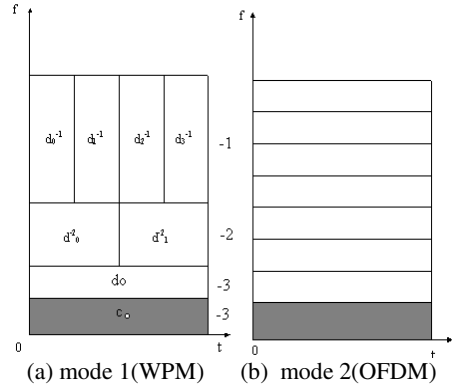 f f
d₀⁻¹ d₁⁻¹ d₂⁻¹ d₃⁻¹ -1
d⁻²₀ d⁻²₁ -2
d₀ -3
c₀ -3
0 t 0 t
(a) mode 1(WPM) (b) mode 2(OFDM)